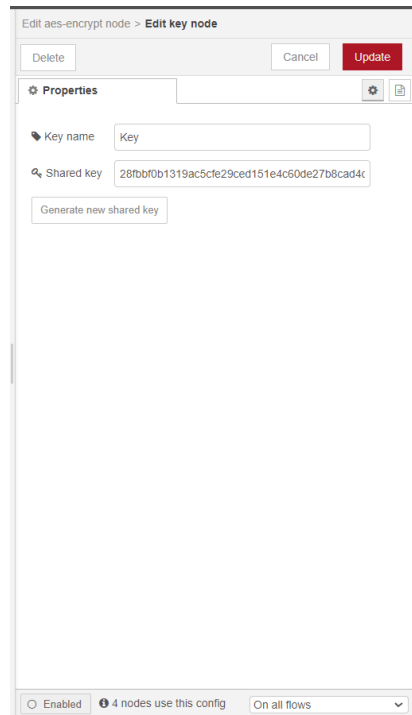 Edit aes-encrypt node > Edit key node
Delete Cancel Update
Properties
Key name Key
Shared key 28fbbf0b1319ac5cfe29ced151e4c60de27b8cad4c
Generate new shared key
Enabled 4 nodes use this config On all flows